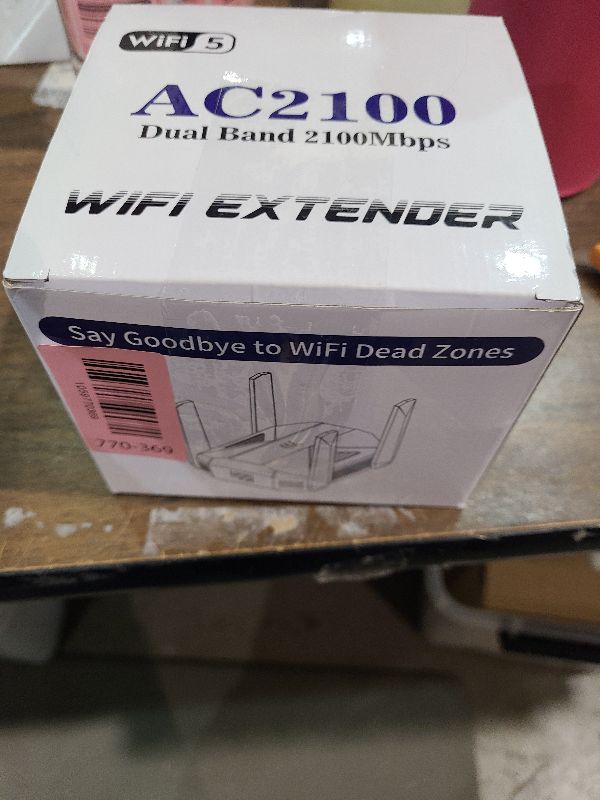 WiFi 5
AC2100
Dual Band 2100Mbps
WIFI EXTENDER
Say Goodbye to WiFi Dead Zones
770-369